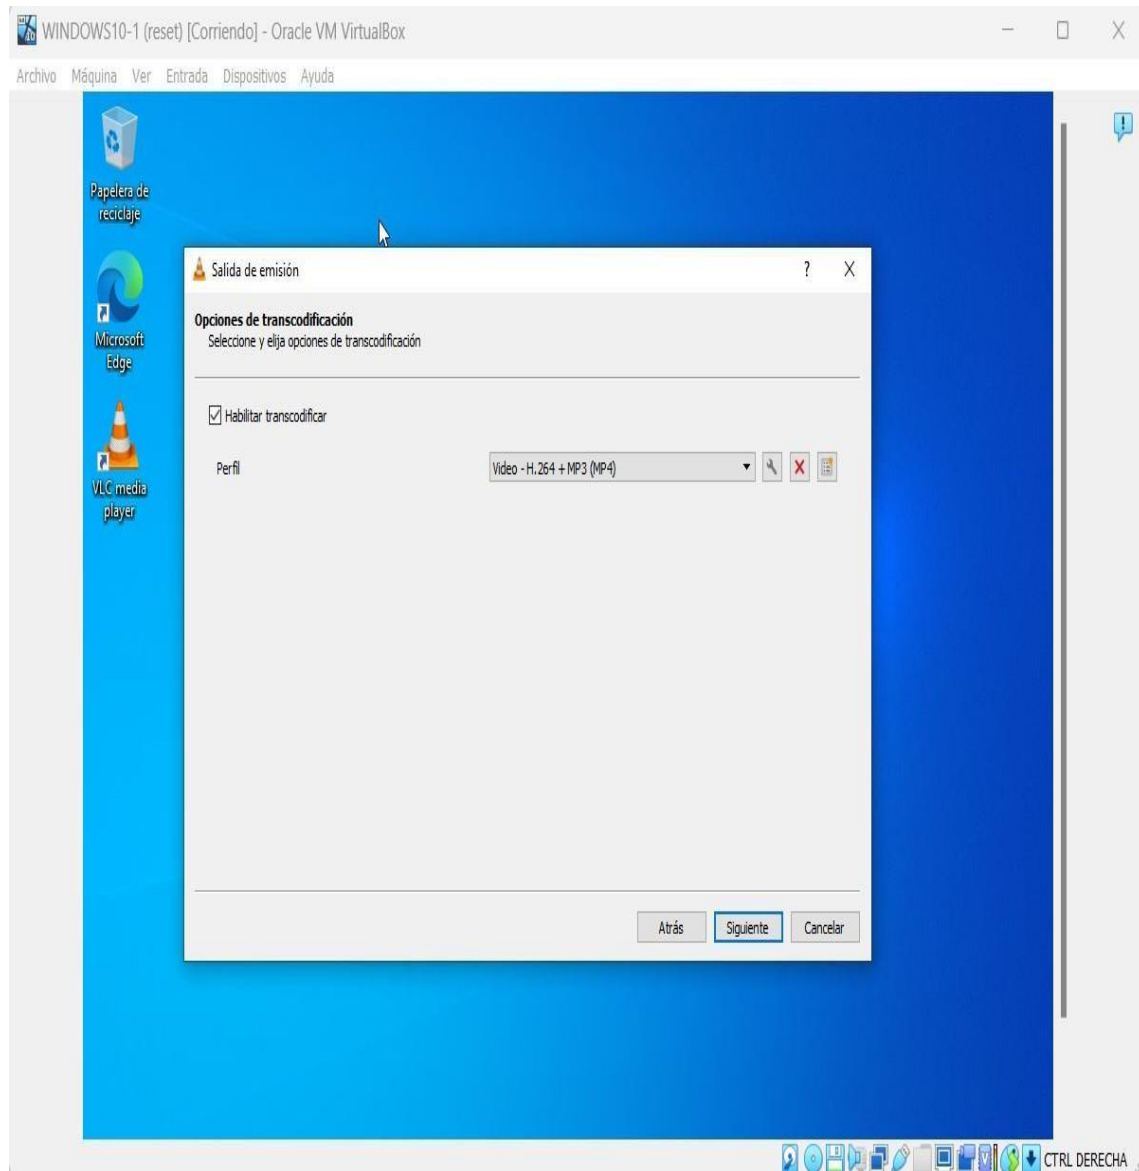 WINDOWS10-1 (reset) [Corriendo] - Oracle VM VirtualBox
Archivo Máquina Ver Entrada Dispositivos Ayuda
Papelera de
reciclaje
Microsoft
Edge
VLC media
player
Salida de emisión
Opciones de transcodificación
Seleccione y elija opciones de transcodificación
Habilitar transcodificar
Perfil
Video - H.264 + MP3 (MP4)
Atrás Siguiente Cancelar
CTRL DERECHA